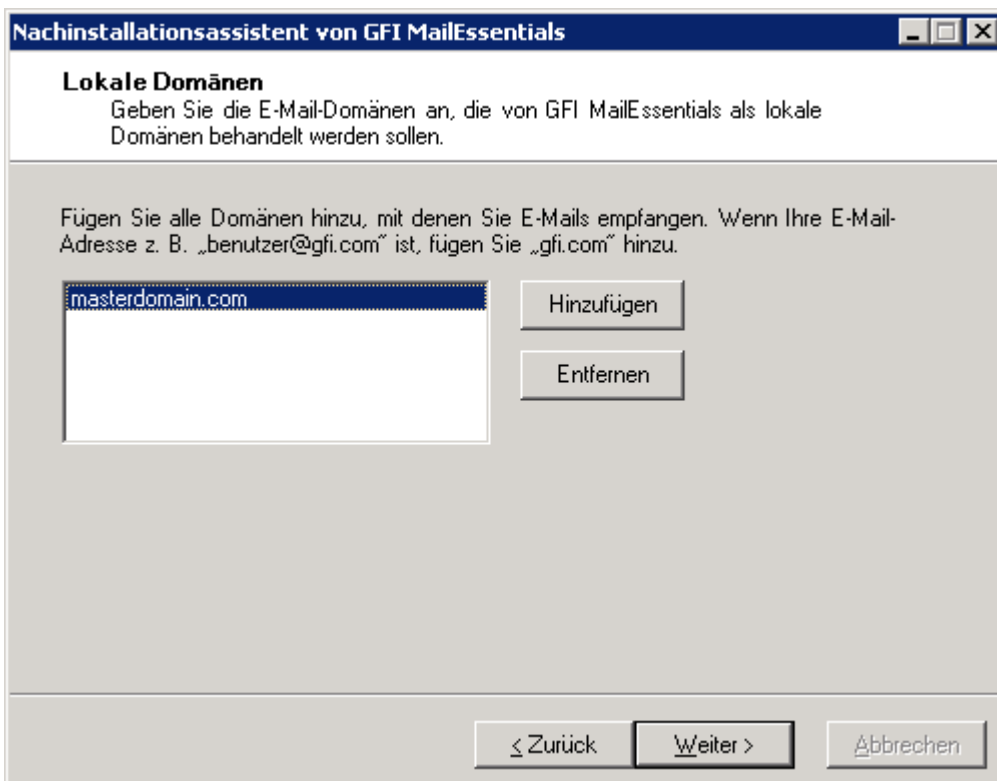 Nachinstallationsassistent von GFI MailEssentials
Lokale Domänen
Geben Sie die E-Mail-Domänen an, die von GFI MailEssentials als lokale
Domänen behandelt werden sollen.
Fügen Sie alle Domänen hinzu, mit denen Sie E-Mails empfangen. Wenn Ihre E-Mail-
Adresse z. B. „benutzer@gfi.com“ ist, fügen Sie „gfi.com“ hinzu.
masterdomain.com
Hinzufügen
Entfernen
< Zurück
Weiter >
Abbrechen